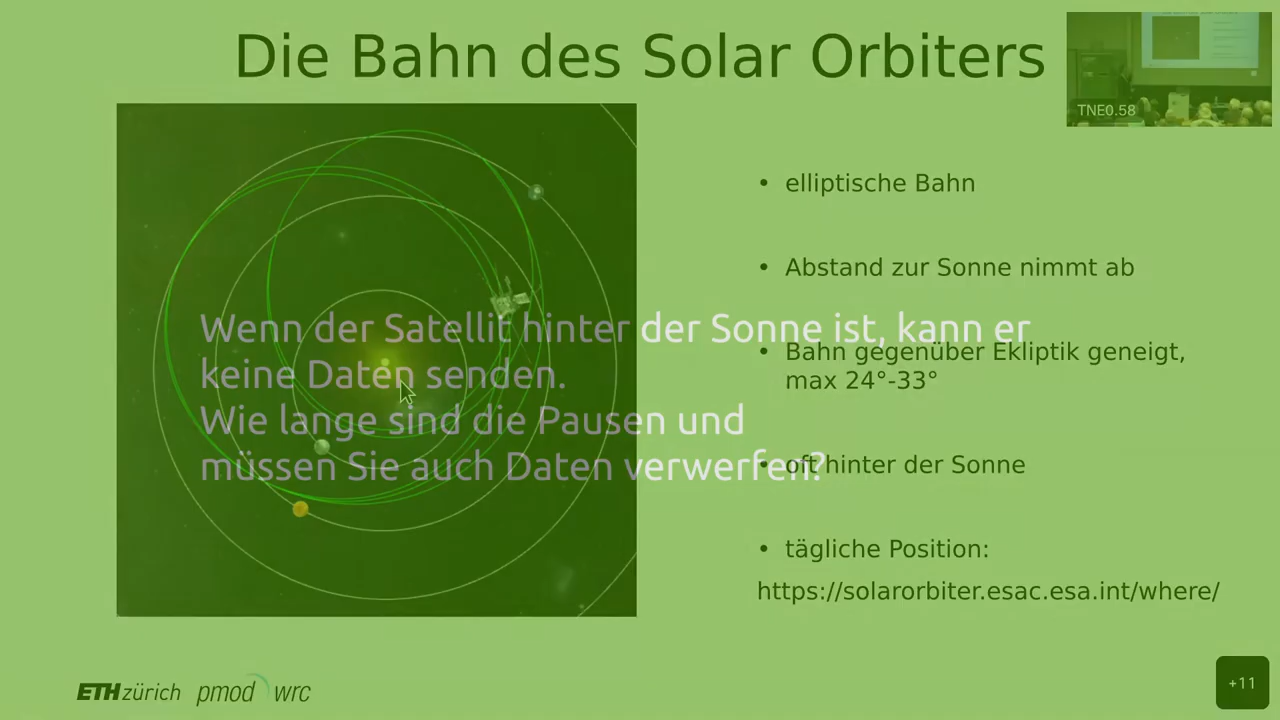 Die Bahn des Solar Orbiters
TNE0.58
• elliptische Bahn
• Abstand zur Sonne nimmt ab
• Bahn gegenüber Ekliptik geneigt,
max 24°-33°
• oft hinter der Sonne
• tägliche Position:
https://solarorbiter.esac.esa.int/where/
Wenn der Satellit hinter der Sonne ist, kann er
keine Daten senden.
Wie lange sind die Pausen und
müssen Sie auch Daten verwerfen?
ETH zürich pmod wrc
+11